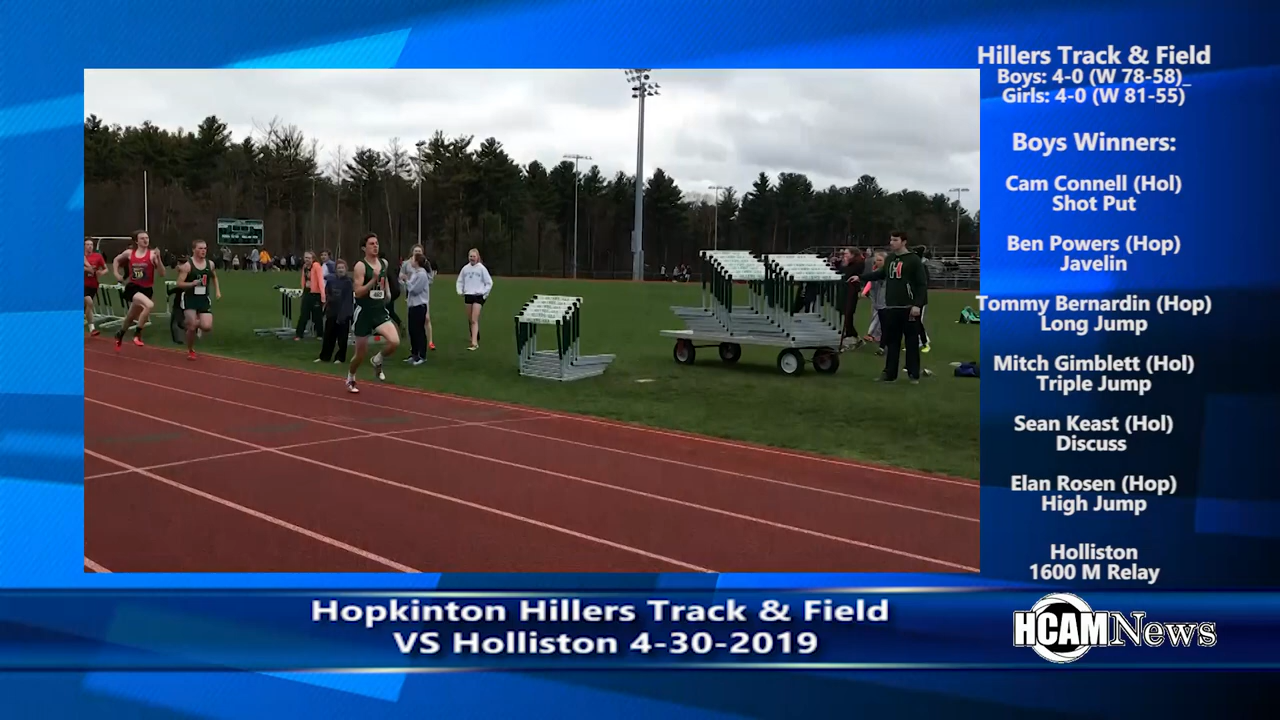 Hillers Track & Field
Boys: 4-0 (W 78-58)_
Girls: 4-0 (W 81-55)
Boys Winners:
Cam Connell (Hol)
Shot Put
Ben Powers (Hop)
Javelin
Tommy Bernardin (Hop)
Long Jump
Mitch Gimblett (Hol)
Triple Jump
Sean Keast (Hol)
Discuss
Elan Rosen (Hop)
High Jump
Holliston
1600 M Relay
Hopkinton Hillers Track & Field
VS Holliston 4-30-2019
HCAM News